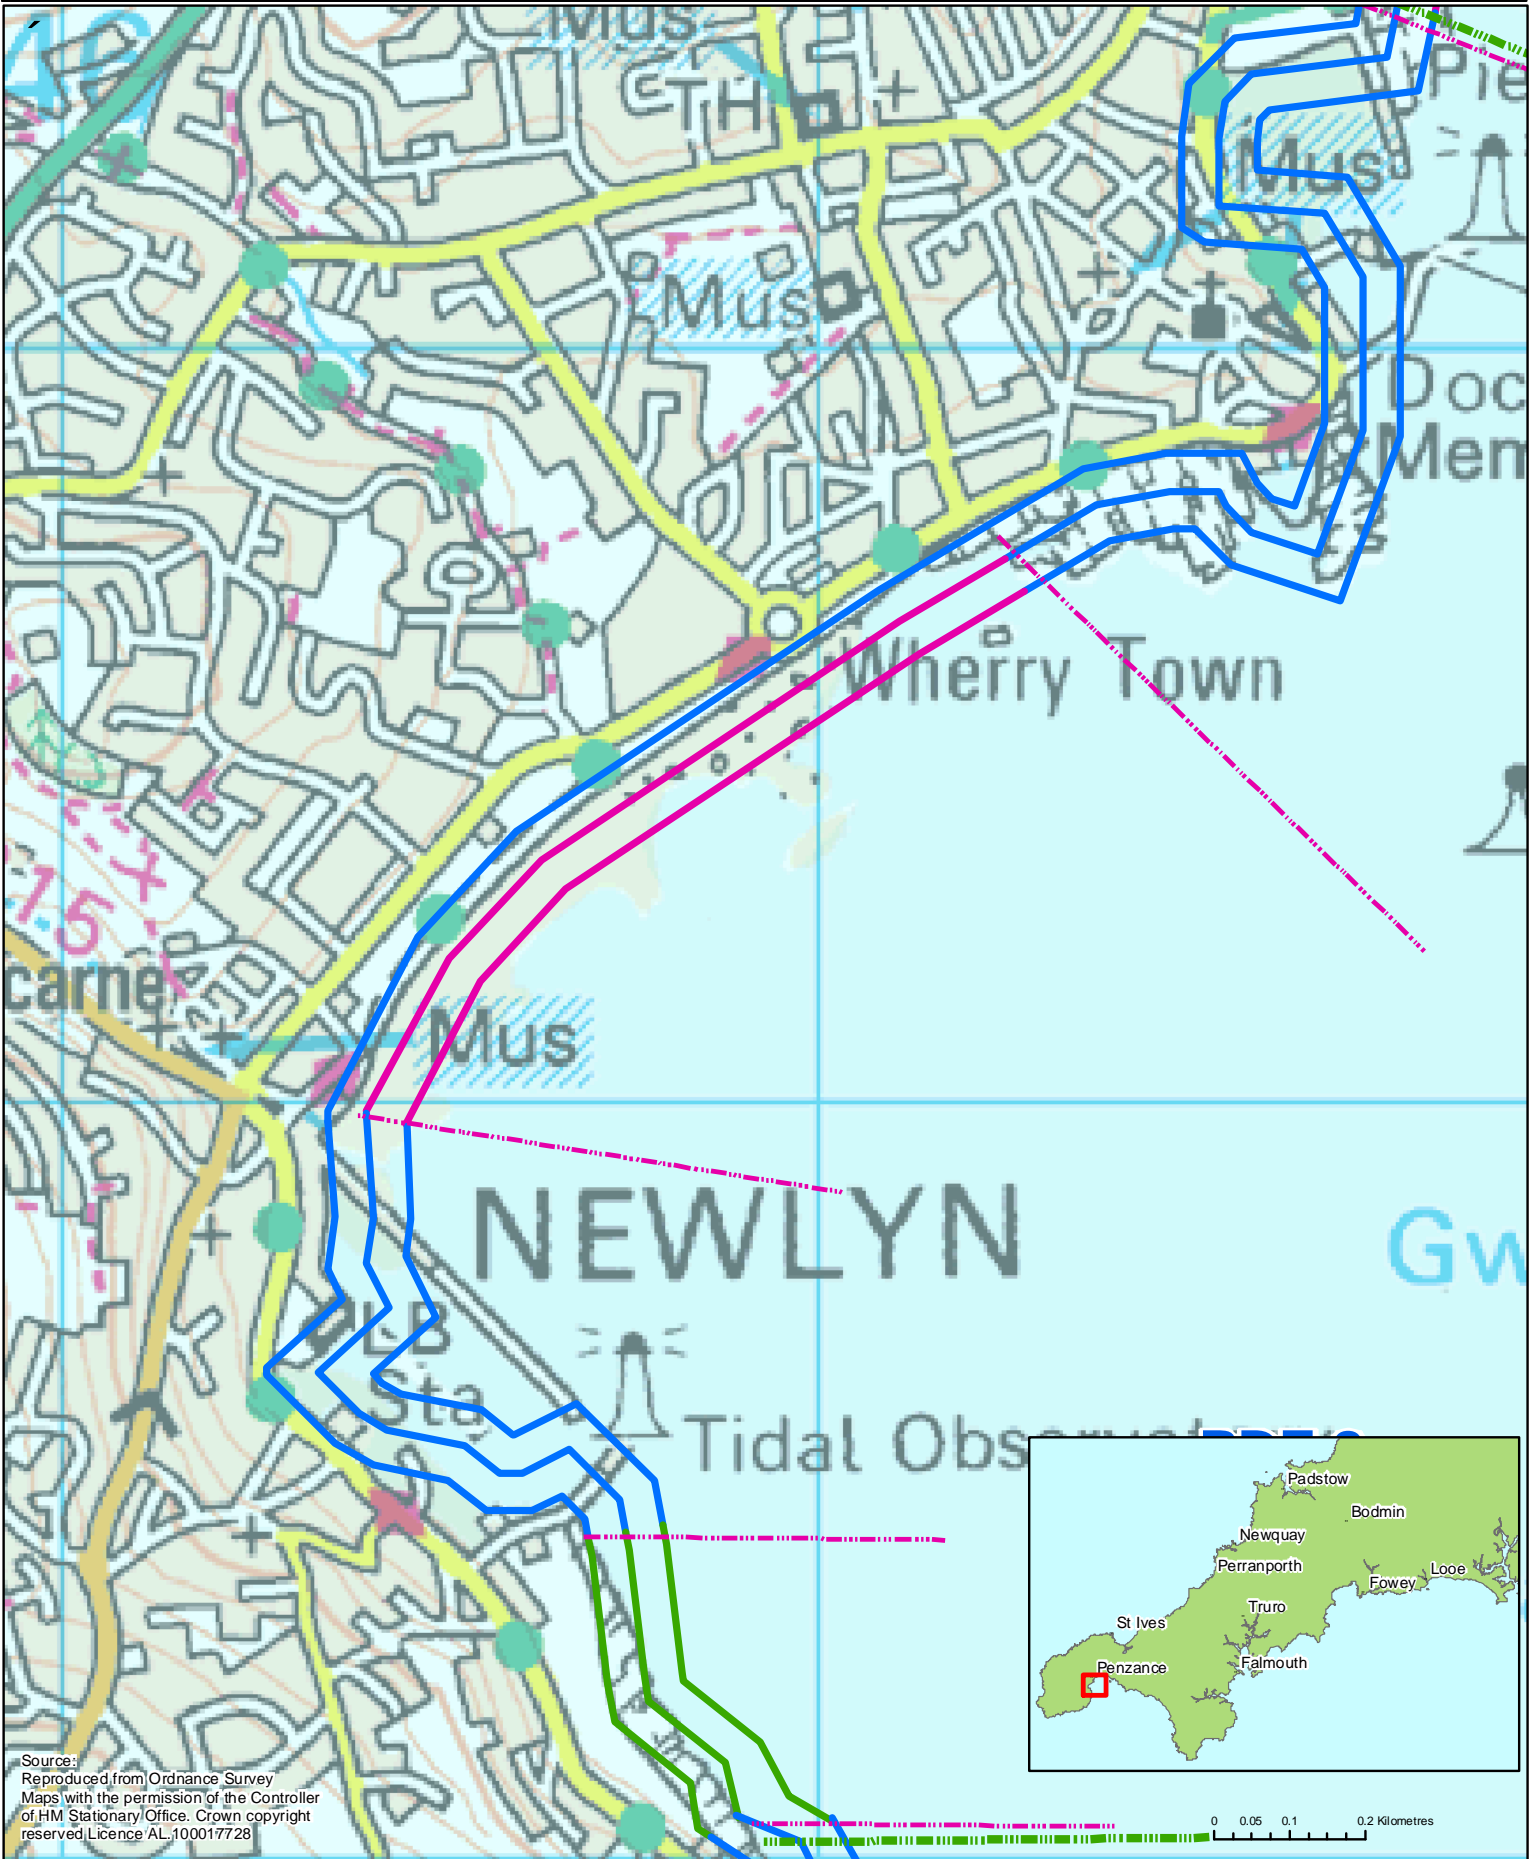 Mus
TH
Pie
Mus
Mus
Doc
Mem
Wherry Town
15
carne
Mus
NEWLYN
Gw
LB
Sta
Tidal Obs
Padstow
Bodmin
Newquay
Perranporth
Looe
Fowey
Truro
St Ives
Falmouth
Penzance
Source:
Reproduced from Ordnance Survey
Maps with the permission of the Controller
of HM Stationary Office. Crown copyright
reserved Licence AL.100017728
0 0.05 0.1 0.2 Kilometres